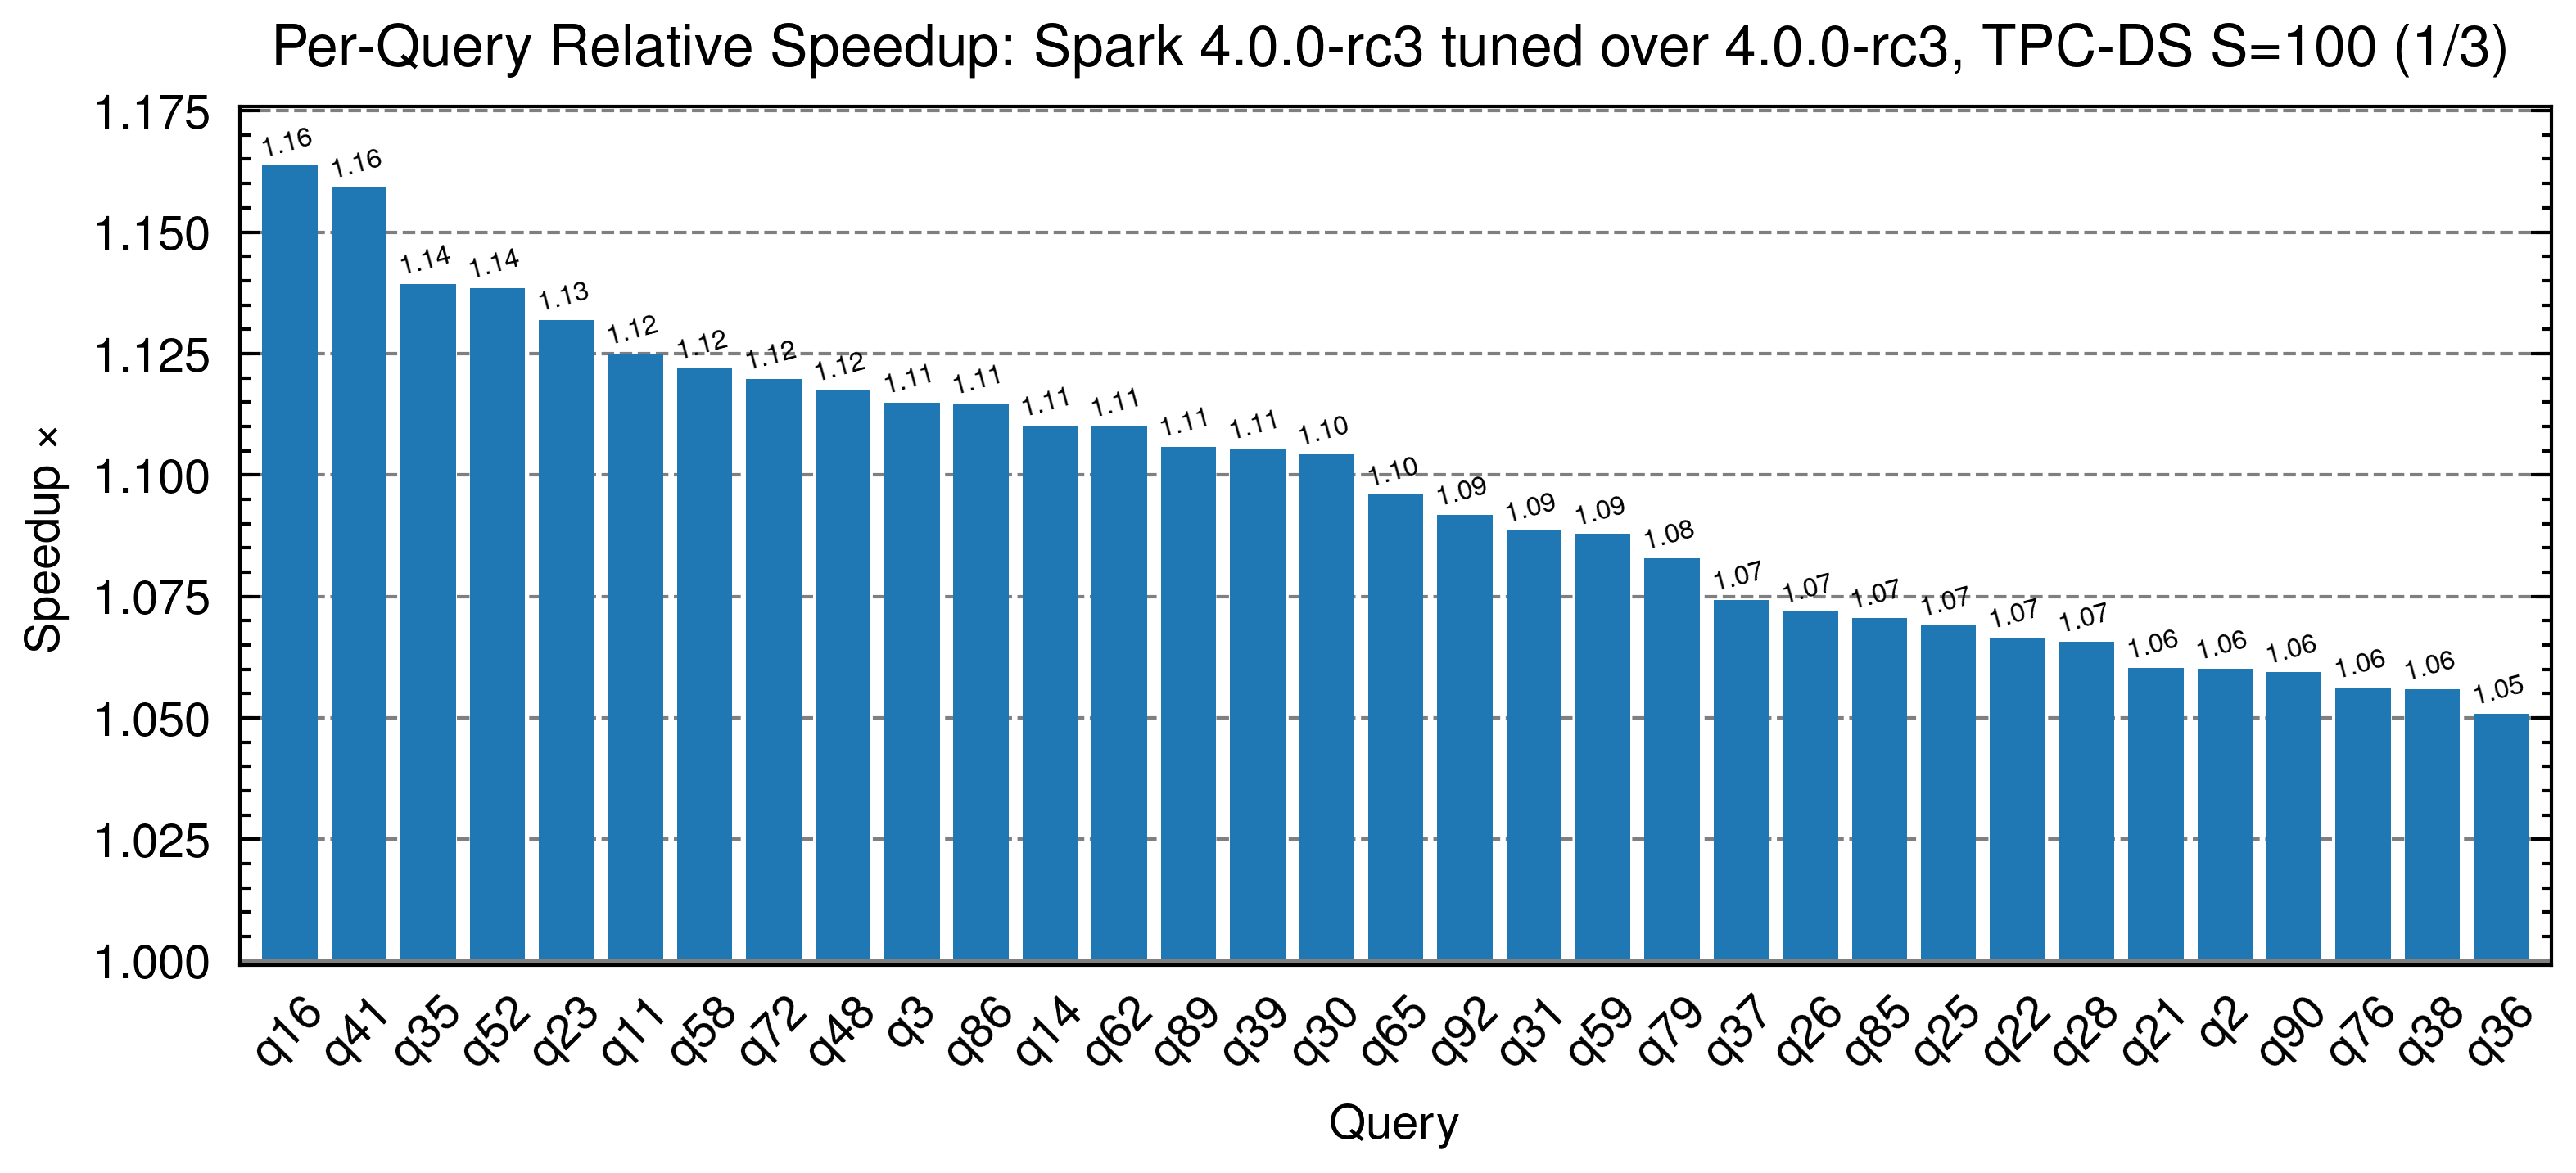 Per-Query Relative Speedup: Spark 4.0.0-rc3 tuned over 4.0.0-rc3, TPC-DS S=100 (1/3)
Speedup ×
1.175
1.150
1.125
1.100
1.075
1.050
1.025
1.000
1.16
1.16
1.14
1.14
1.13
1.12
1.12
1.12
1.12
1.11
1.11
1.11
1.11
1.11
1.11
1.10
1.10
1.09
1.09
1.09
1.08
1.07
1.07
1.07
1.07
1.07
1.07
1.06
1.06
1.06
1.06
1.06
1.05
q16
q41
q35
q52
q23
q11
q58
q72
q48
q3
q86
q14
q62
q89
q39
q30
q65
q92
q31
q59
q79
q37
q26
q85
q25
q22
q28
q21
q2
q90
q76
q38
q36
Query